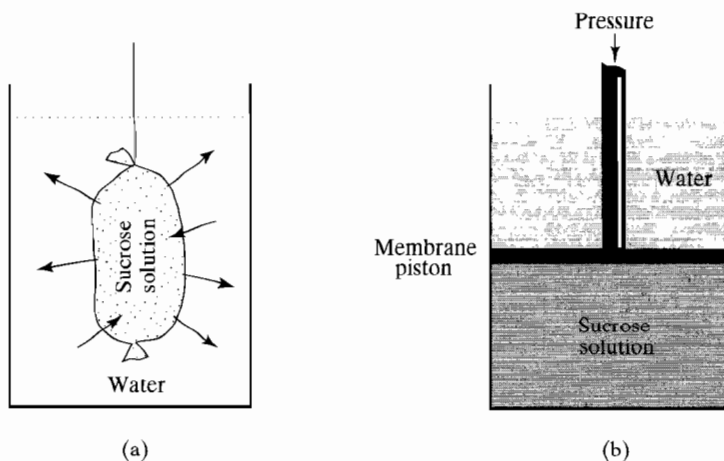 Pressure
Water
Membrane
piston
Sucrose
solution
Sucrose
solution
Water
(a)
(b)